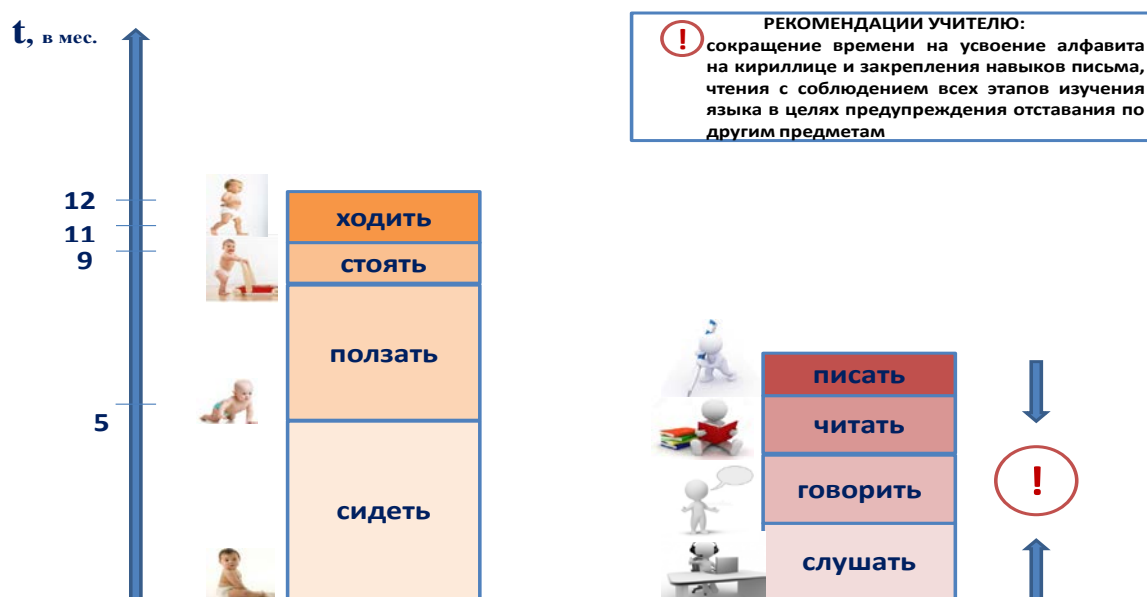 t, в мес.
РЕКОМЕНДАЦИИ УЧИТЕЛЮ:
! сокращение времени на усвоение алфавита
на кириллице и закрепления навыков письма,
чтения с соблюдением всех этапов изучения
языка в целях предупреждения отставания по
другим предметам
12
11
9
5
ходить
стоять
ползать
сидеть
писать
читать
говорить
слушать
!